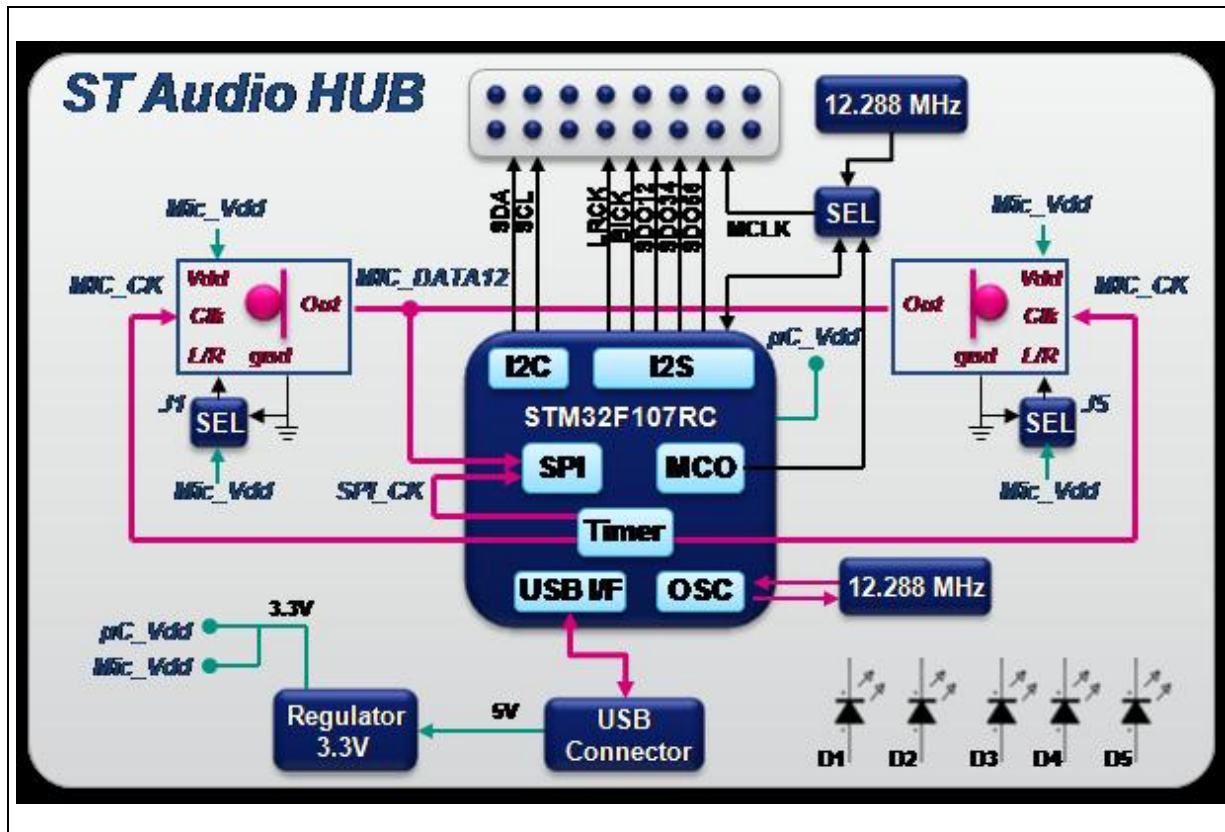 ST Audio HUB
12.288 MHz
SDA
SCL
LRCK
BICK
SDO12
SDO34
SDO56
MCLK
SEL
Mic_Vdd
Mic_Vdd
MIC_CK
Vdd
Clk
L/R
gnd
Out
MIC_DATA12
Out
Vdd
Clk
L/R
gnd
MIC_CK
I2C
I2S
µC_Vdd
STM32F107RC
J1
SEL
J5
SEL
SPI
MCO
Mic_Vdd
SPI_CK
Mic_Vdd
Timer
USB I/F
OSC
12.288 MHz
3.3V
µC_Vdd
Mic_Vdd
Regulator
3.3V
5V
USB
Connector
D1
D2
D3
D4
D5